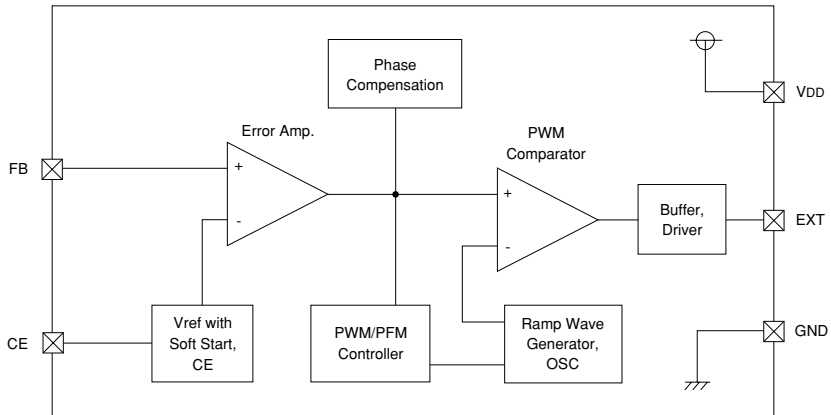 Phase
Compensation
VDD
Error Amp.
PWM
Comparator
FB
+
-
+
-
Buffer,
Driver
EXT
CE
Vref with
Soft Start,
CE
PWM/PFM
Controller
Ramp Wave
Generator,
OSC
GND